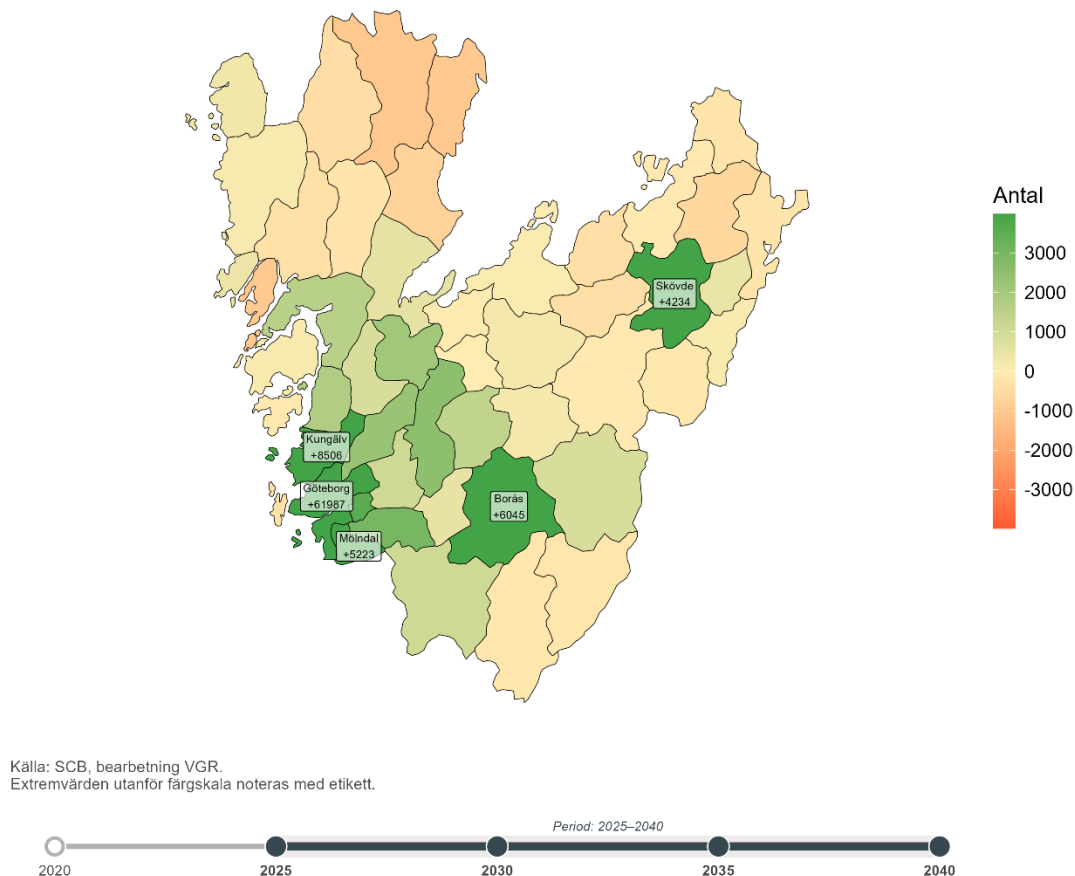 Antal
3000
2000
1000
0
-1000
-2000
-3000
Skövde
+4234
Kungälv
+8506
Göteborg
+61987
Borås
+6045
Mölndal
+5223
Källa: SCB, bearbetning VGR.
Extremvärden utanför färgskala noteras med etikett.
Period: 2025–2040
2020
2025
2030
2035
2040